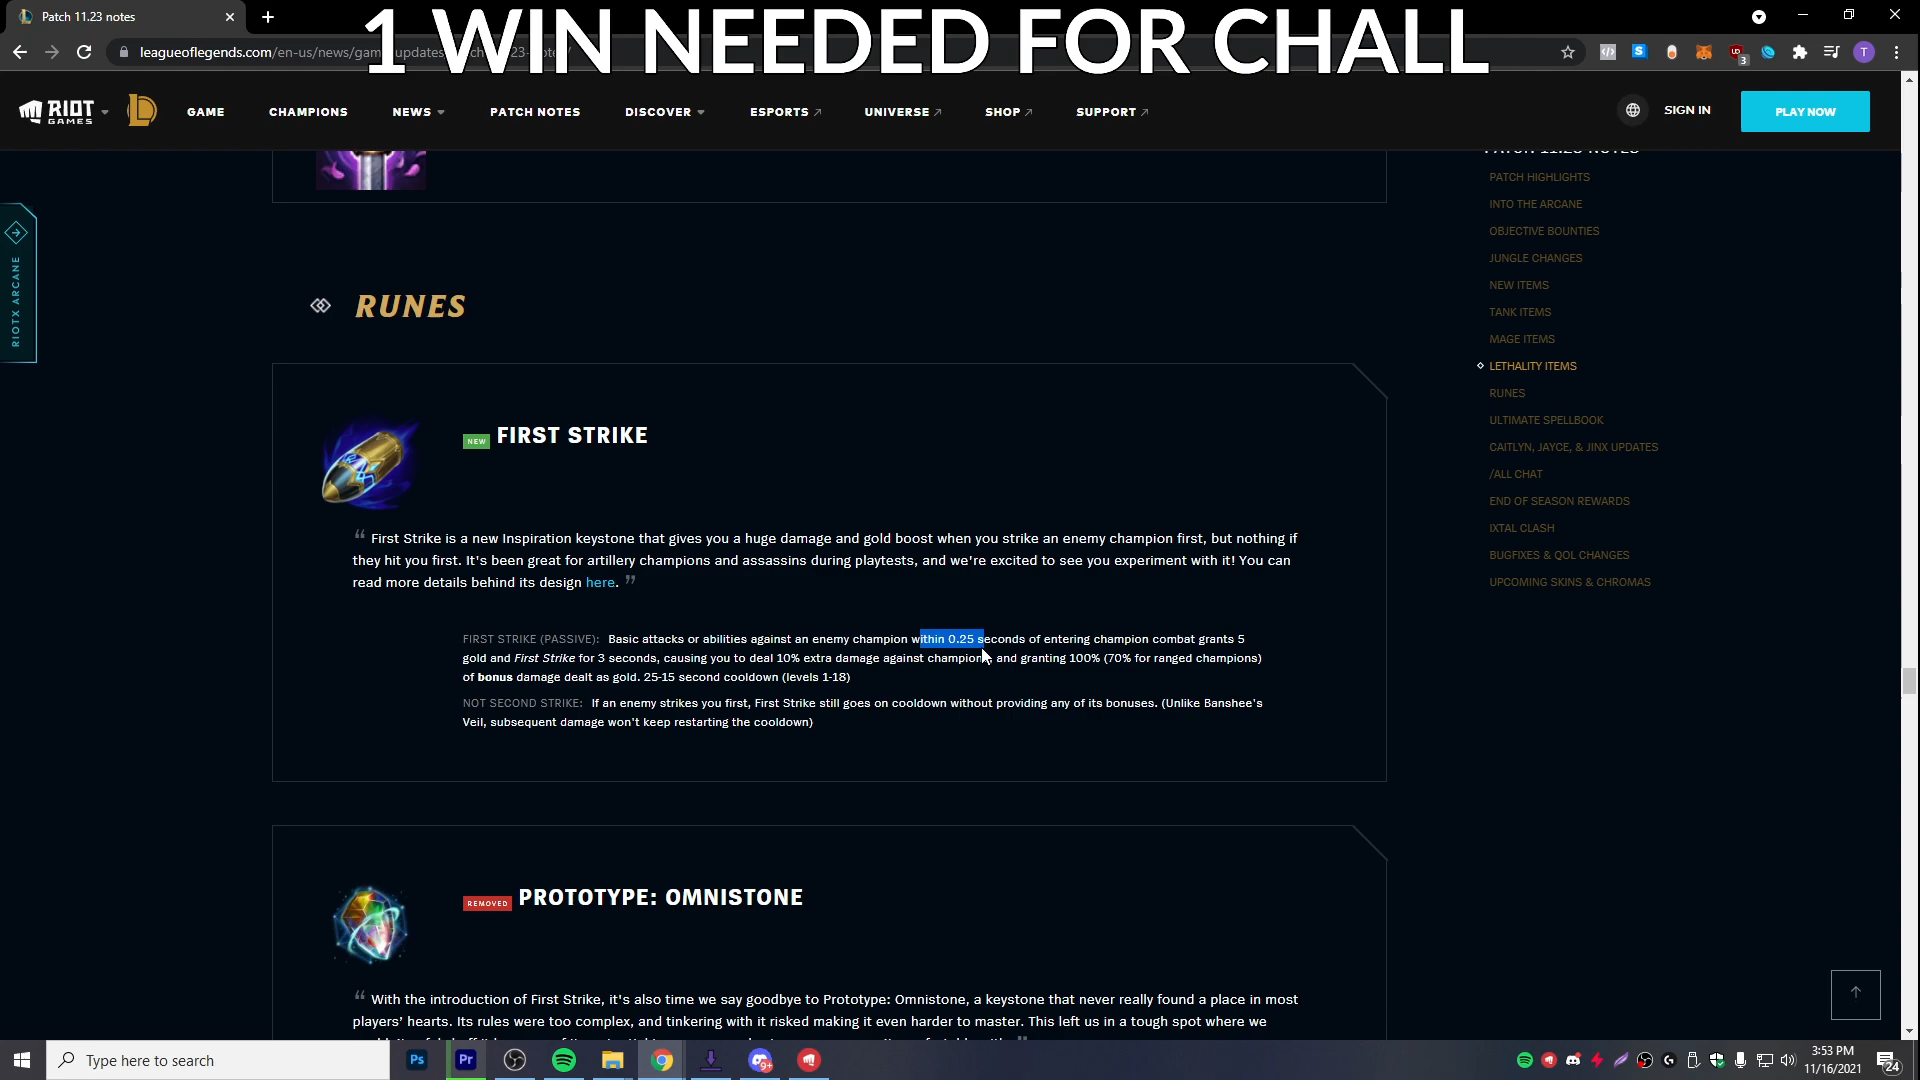 Patch 11.23 notes
1 WIN NEEDED FOR CHALL
leagueoflegends.com/en-us/news/gam
RIOT GAMES
GAME
CHAMPIONS
NEWS
PATCH NOTES
DISCOVER
ESPORTS
UNIVERSE
SHOP
SUPPORT
SIGN IN
PLAY NOW
PATCH 11.23 NOTES
PATCH HIGHLIGHTS
INTO THE ARCANE
OBJECTIVE BOUNTIES
JUNGLE CHANGES
NEW ITEMS
TANK ITEMS
MAGE ITEMS
LETHALITY ITEMS
RUNES
ULTIMATE SPELLBOOK
CAITLYN, JAYCE, & JINX UPDATES
/ALL CHAT
END OF SEASON REWARDS
IXTAL CLASH
BUGFIXES & QOL CHANGES
UPCOMING SKINS & CHROMAS
RIOTX ARCANE
RUNES
NEW FIRST STRIKE
“ First Strike is a new Inspiration keystone that gives you a huge damage and gold boost when you strike an enemy champion first, but nothing if
they hit you first. It's been great for artillery champions and assassins during playtests, and we're excited to see you experiment with it! You can
read more details behind its design here. ”
FIRST STRIKE (PASSIVE): Basic attacks or abilities against an enemy champion within 0.25 seconds of entering champion combat grants 5
gold and First Strike for 3 seconds, causing you to deal 10% extra damage against champions, and granting 100% (70% for ranged champions)
of bonus damage dealt as gold. 25-15 second cooldown (levels 1-18)
NOT SECOND STRIKE: If an enemy strikes you first, First Strike still goes on cooldown without providing any of its bonuses. (Unlike Banshee's
Veil, subsequent damage won't keep restarting the cooldown)
REMOVED PROTOTYPE: OMNISTONE
“ With the introduction of First Strike, it's also time we say goodbye to Prototype: Omnistone, a keystone that never really found a place in most
players' hearts. Its rules were too complex, and tinkering with it risked making it even harder to master. This left us in a tough spot where we
Type here to search
Ps
Pr
9+
3:53 PM
11/16/2021
24